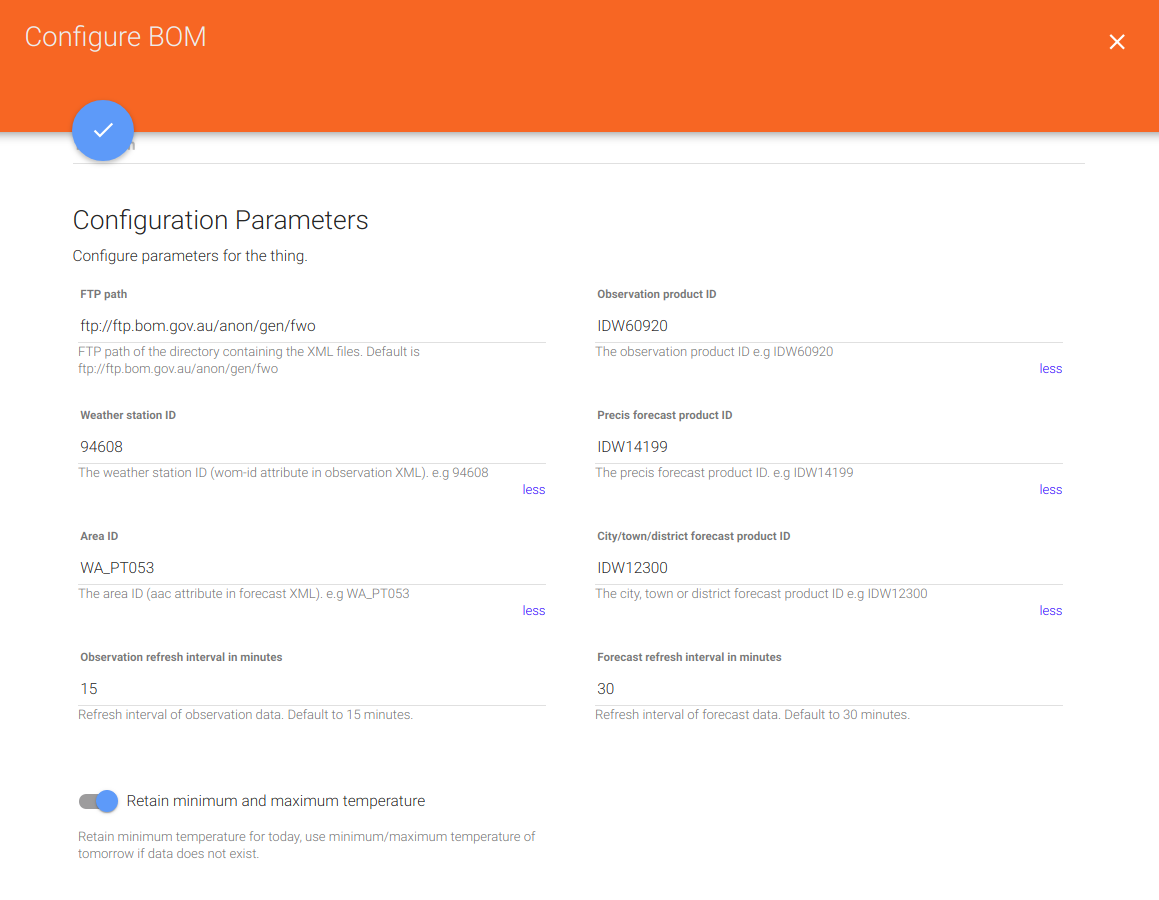 Configure BOM
Configuration Parameters
Configure parameters for the thing.
FTP path
ftp://ftp.bom.gov.au/anon/gen/fwo
FTP path of the directory containing the XML files. Default is
ftp://ftp.bom.gov.au/anon/gen/fwo
Observation product ID
IDW60920
The observation product ID e.g IDW60920
less
Weather station ID
94608
The weather station ID (wom-id attribute in observation XML). e.g 94608
less
Precis forecast product ID
IDW14199
The precis forecast product ID. e.g IDW14199
less
Area ID
WA_PT053
The area ID (aac attribute in forecast XML). e.g WA_PT053
less
City/town/district forecast product ID
IDW12300
The city, town or district forecast product ID e.g IDW12300
less
Observation refresh interval in minutes
15
Refresh interval of observation data. Default to 15 minutes.
Forecast refresh interval in minutes
30
Refresh interval of forecast data. Default to 30 minutes.
Retain minimum and maximum temperature
Retain minimum temperature for today, use minimum/maximum temperature of
tomorrow if data does not exist.